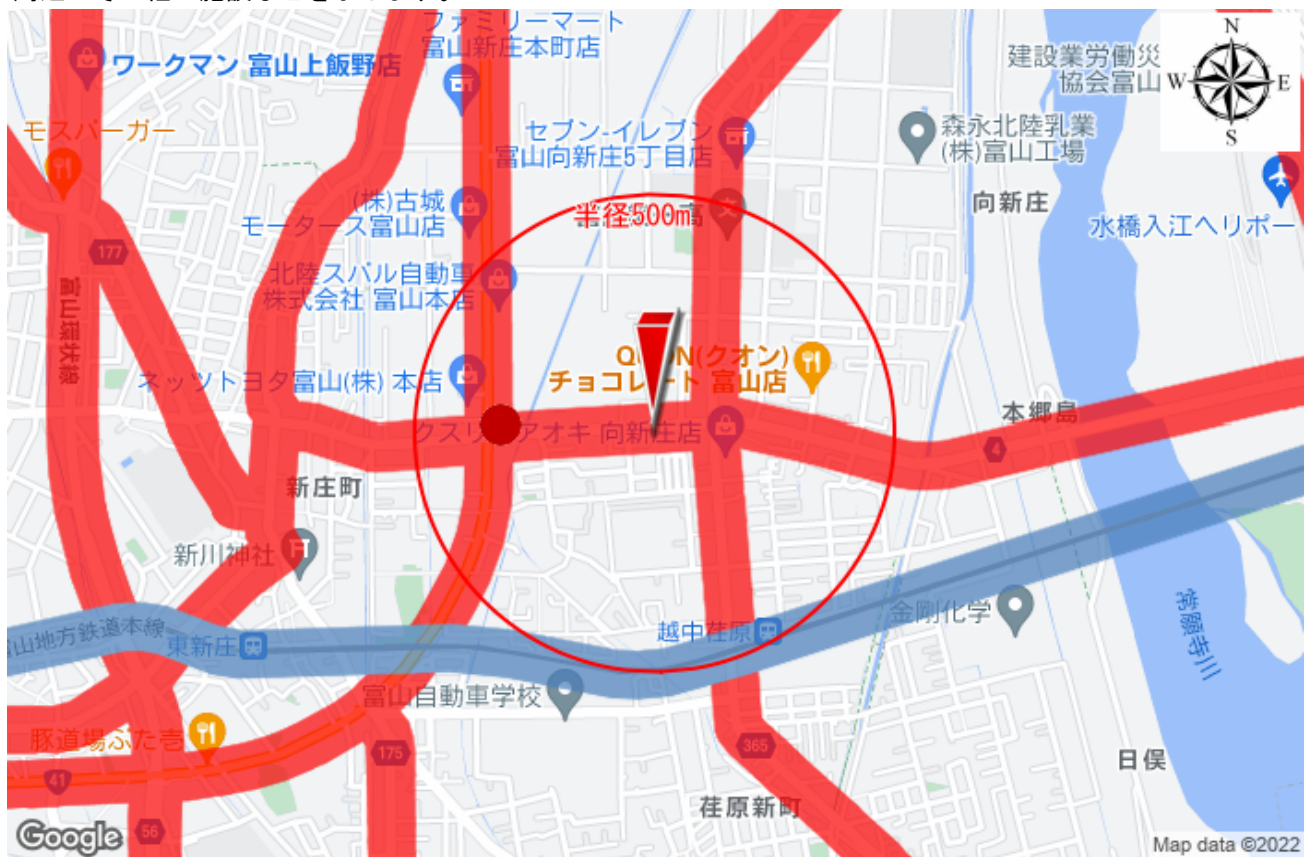 ファミリーマート
富山新庄本町店
ワークマン 富山上飯野店
建設業労働災
協会富山
N
W
E
S
モスバーガー
セブン-イレブン
富山向新庄5丁目店
森永北陸乳業
(株)富山工場
(株)古城
モータース富山店
半径500m
高
向新庄
水橋入江ヘリポー
177
富山環状線
北陸スバル自動車
株式会社 富山本店
ネッツトヨタ富山(株) 本店
(クオン)
チョコレート 富山店
クスリ アオキ 向新庄店
本郷島
4
新庄町
新川神社
金剛化学
常願寺川
山地方鉄道本線
東新庄
越中荏原
富山自動車学校
豚道場ぶた壱
175
365
日俣
41
荏原新町
56
Google
Map data ©2022